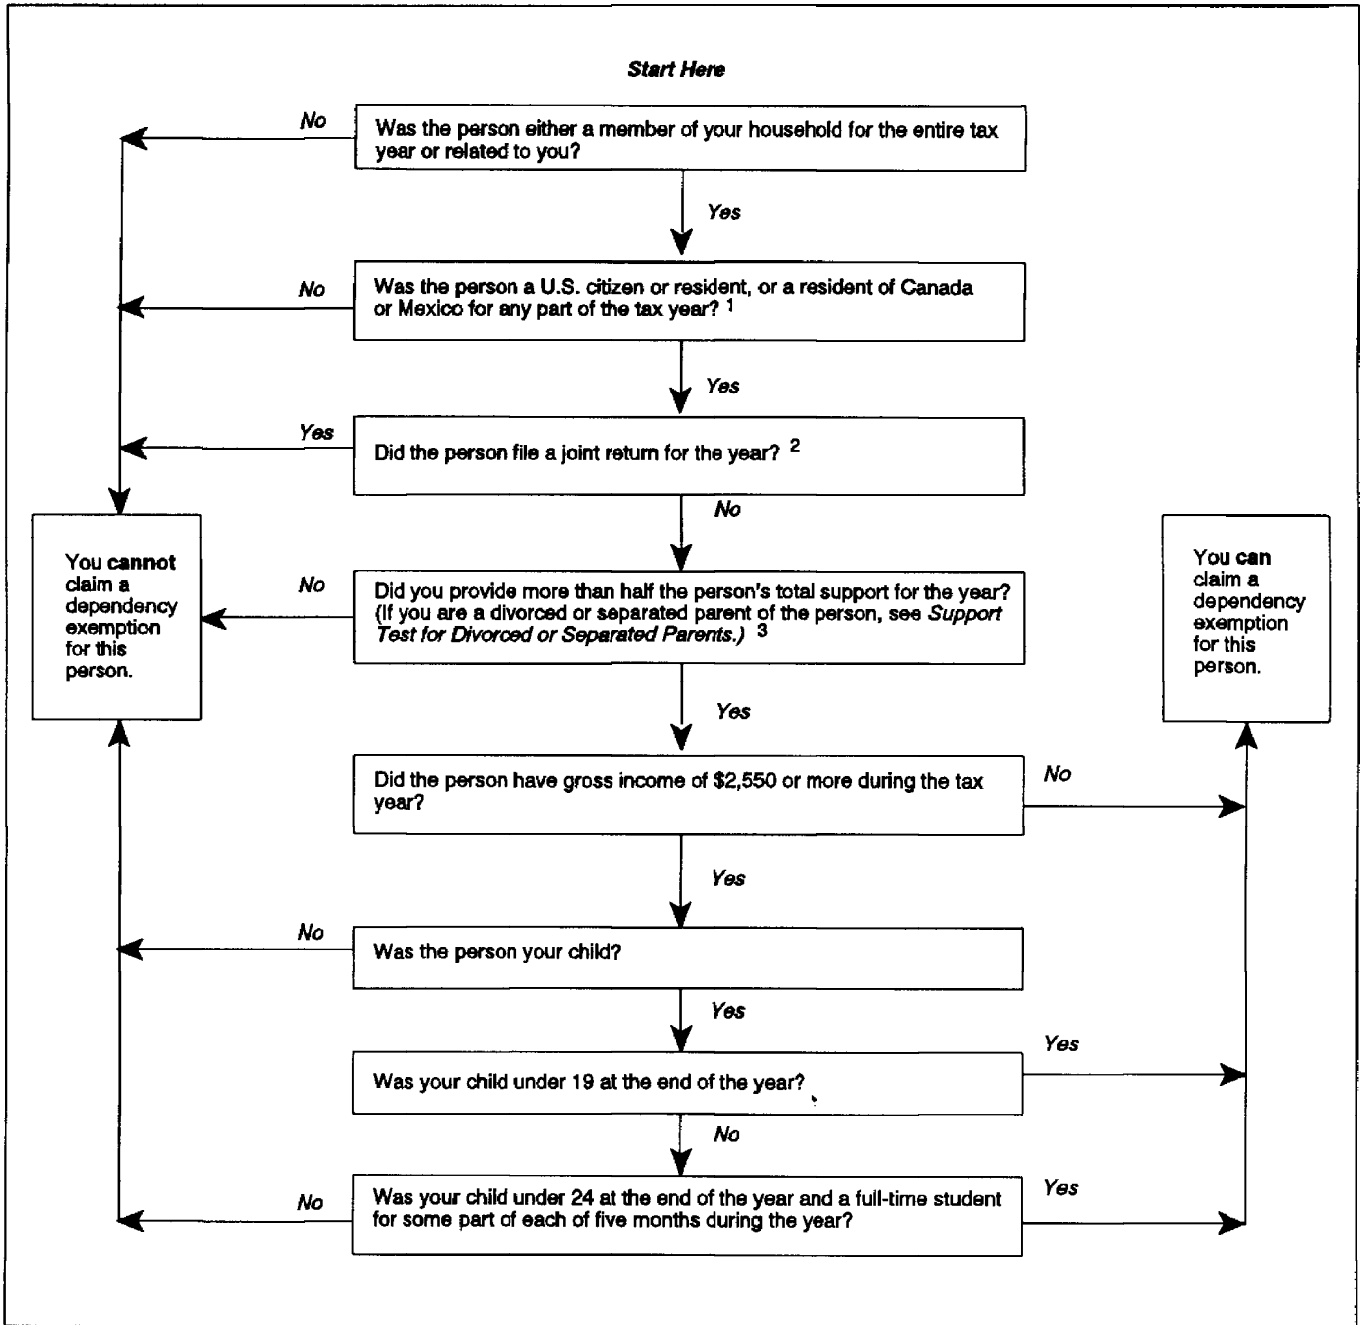 Start Here
No
Was the person either a member of your household for the entire tax
year or related to you?
Yes
No
Was the person a U.S. citizen or resident, or a resident of Canada
or Mexico for any part of the tax year? 1
Yes
Yes
Did the person file a joint return for the year? 2
No
You cannot
claim a
dependency
exemption
for this
person.
No
Did you provide more than half the person's total support for the year?
(If you are a divorced or separated parent of the person, see Support
Test for Divorced or Separated Parents.) 3
You can
claim a
dependency
exemption
for this
person.
Yes
Did the person have gross income of $2,550 or more during the tax
year?
No
Yes
No
Was the person your child?
Yes
Was your child under 19 at the end of the year?
Yes
No
No
Was your child under 24 at the end of the year and a full-time student
for some part of each of five months during the year?
Yes